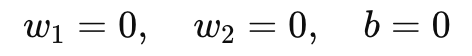 w₁ = 0, w₂ = 0, b = 0